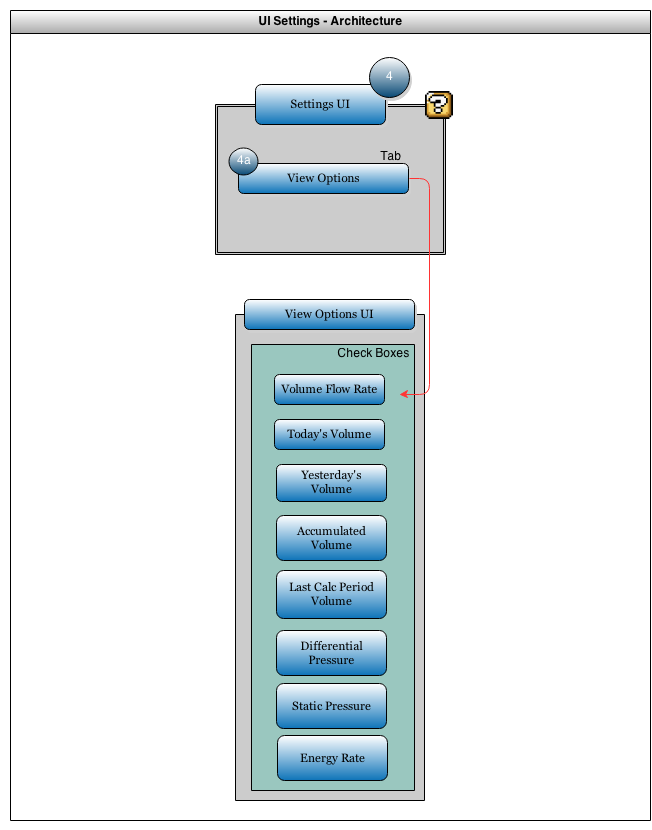 UI Settings - Architecture
4
Settings UI
?
4a
Tab
View Options
View Options UI
Check Boxes
Volume Flow Rate
Today's Volume
Yesterday's
Volume
Accumulated
Volume
Last Calc Period
Volume
Differential
Pressure
Static Pressure
Energy Rate